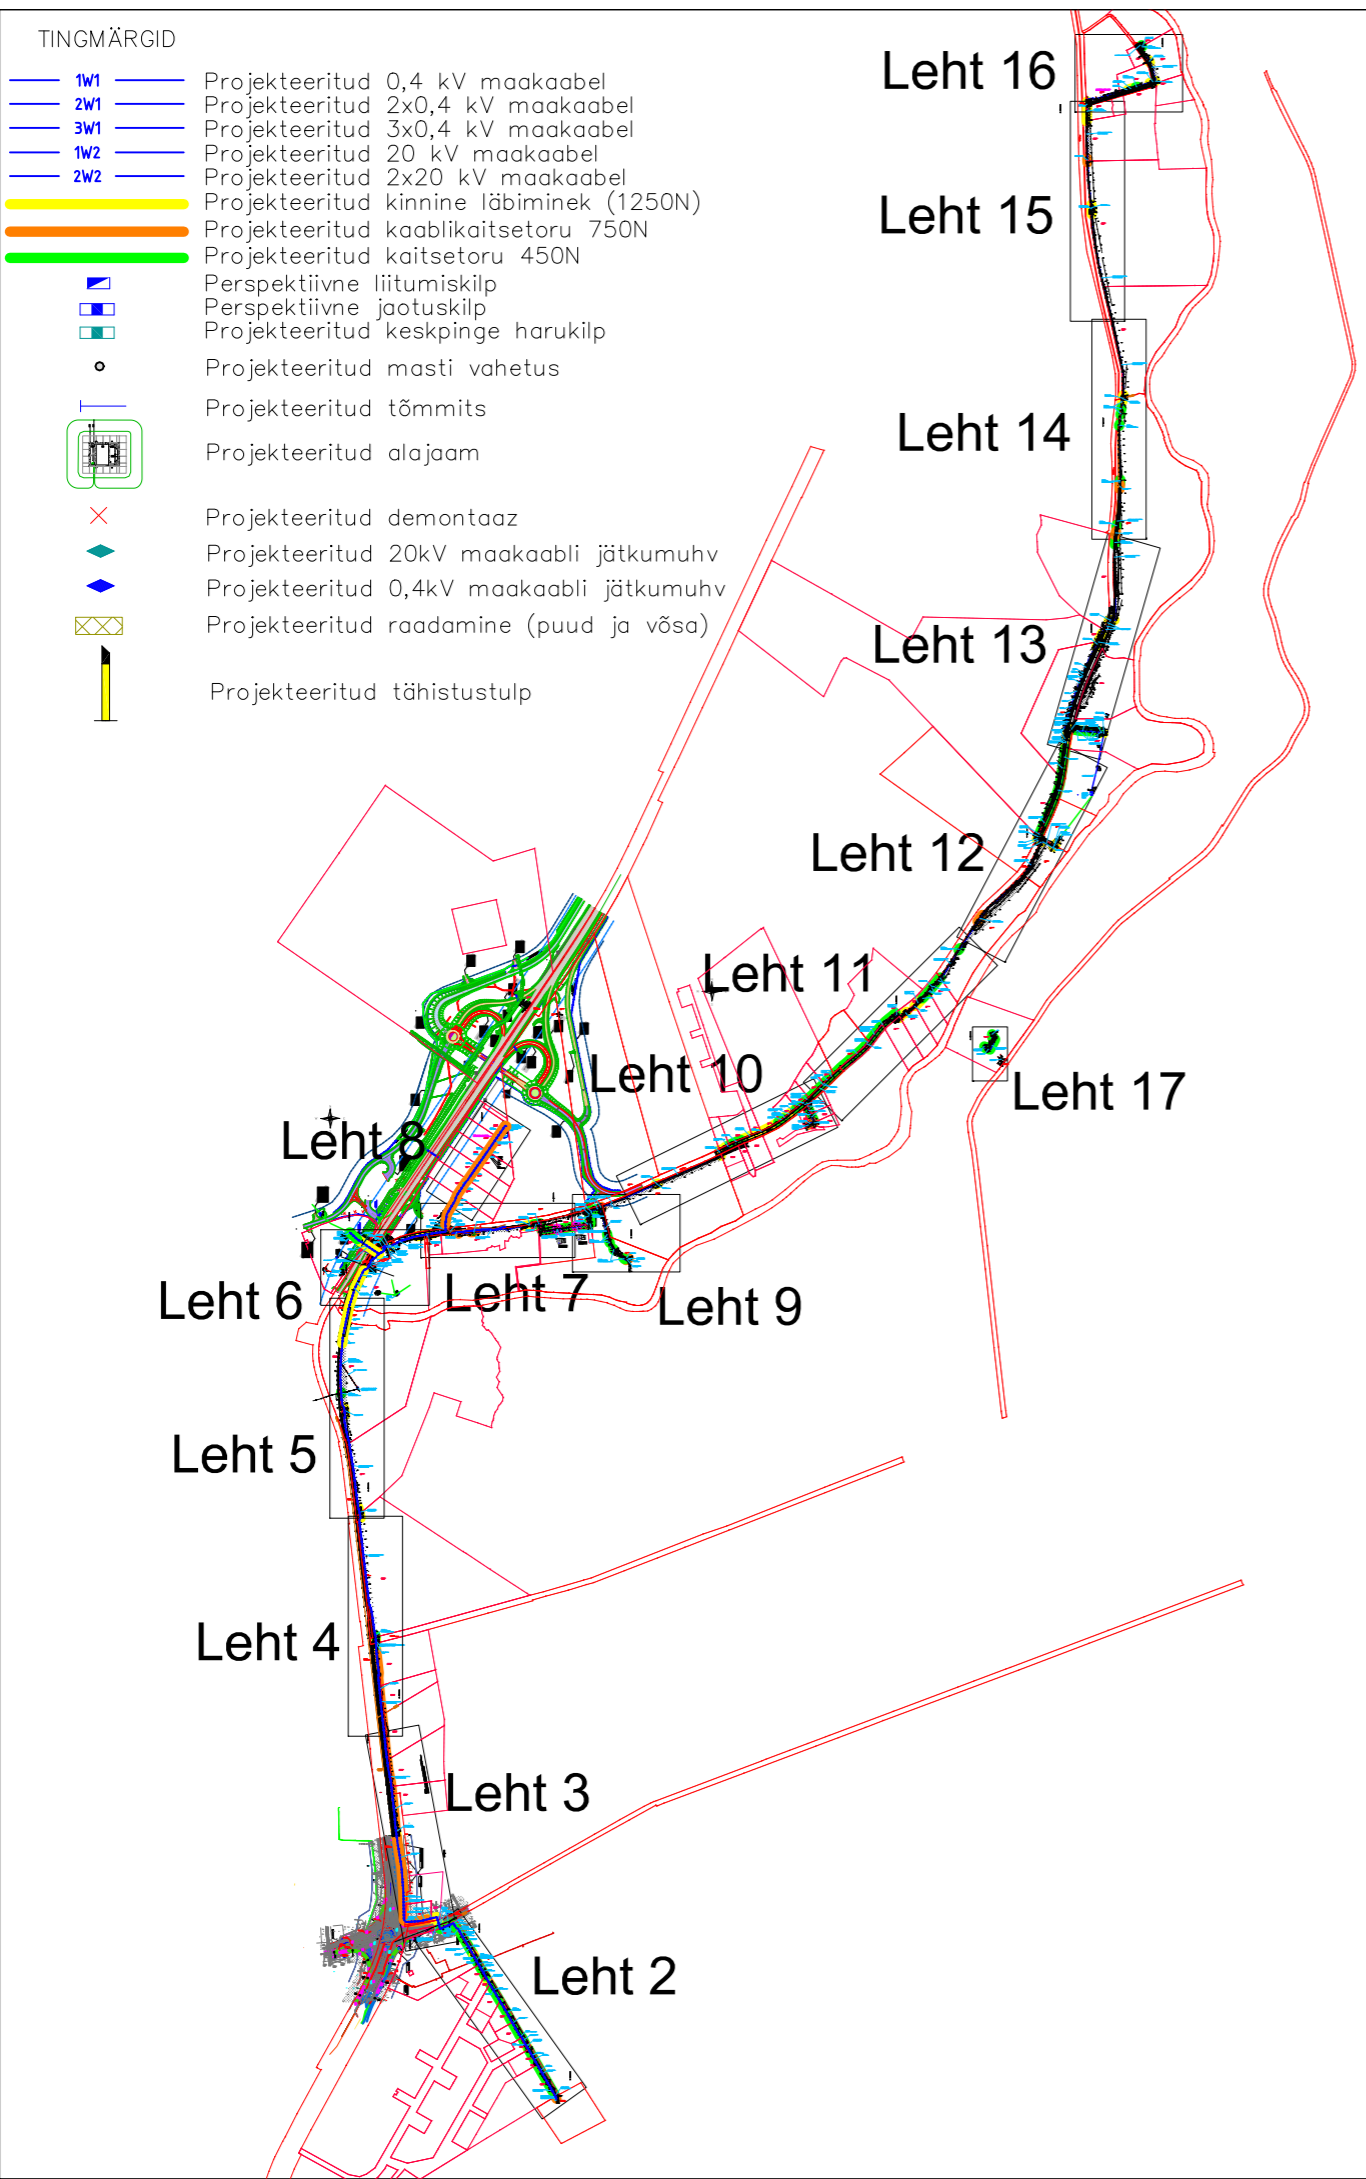 TINGMÄRGID
1W1 Projekteeritud 0,4 kV maakaabel
2W1 Projekteeritud 2x0,4 kV maakaabel
3W1 Projekteeritud 3x0,4 kV maakaabel
1W2 Projekteeritud 20 kV maakaabel
2W2 Projekteeritud 2x20 kV maakaabel
Projekteeritud kinnine läbiminek (1250N)
Projekteeritud kaablikaitsetoru 750N
Projekteeritud kaitsetoru 450N
Perspektiivne liitumiskilp
Perspektiivne jaotuskilp
Projekteeritud keskpinge harukilp
Projekteeritud masti vahetus
Projekteeritud tõmmits
Projekteeritud alajaam
Projekteeritud demontaaz
Projekteeritud 20kV maakaabli jätkumuhv
Projekteeritud 0,4kV maakaabli jätkumuhv
Projekteeritud raadamine (puud ja võsa)
Projekteeritud tähistustulp
Leht 16
Leht 15
Leht 14
Leht 13
Leht 12
Leht 11
Leht 10
Leht 17
Leht 8
Leht 6
Leht 7
Leht 9
Leht 5
Leht 4
Leht 3
Leht 2